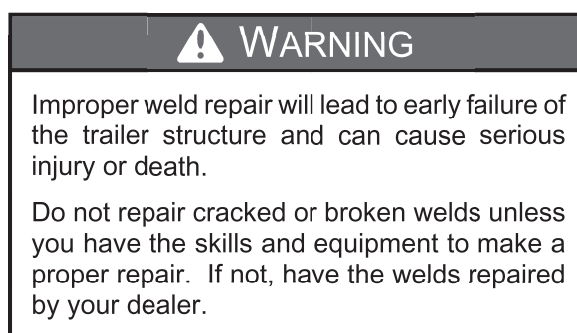 WARNING
Improper weld repair will lead to early failure of
the trailer structure and can cause serious
injury or death.
Do not repair cracked or broken welds unless
you have the skills and equipment to make a
proper repair. If not, have the welds repaired
by your dealer.